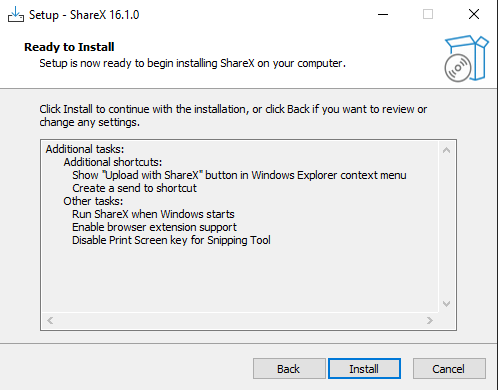 Setup - ShareX 16.1.0
Ready to Install
Setup is now ready to begin installing ShareX on your computer.
Click Install to continue with the installation, or click Back if you want to review or
change any settings.
Additional tasks:
Additional shortcuts:
Show "Upload with ShareX" button in Windows Explorer context menu
Create a send to shortcut
Other tasks:
Run ShareX when Windows starts
Enable browser extension support
Disable Print Screen key for Snipping Tool
Back
Install
Cancel